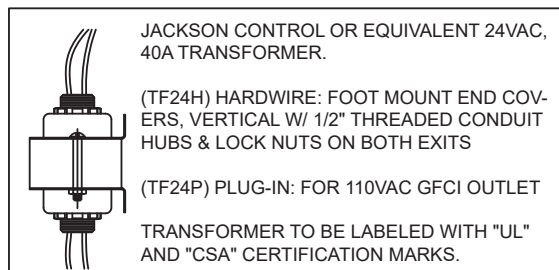 JACKSON CONTROL OR EQUIVALENT 24VAC,
40A TRANSFORMER.
(TF24H) HARDWIRE: FOOT MOUNT END COV-
ERS, VERTICAL W/ 1/2" THREADED CONDUIT
HUBS & LOCK NUTS ON BOTH EXITS
(TF24P) PLUG-IN: FOR 110VAC GFCI OUTLET
TRANSFORMER TO BE LABELED WITH "UL"
AND "CSA" CERTIFICATION MARKS.